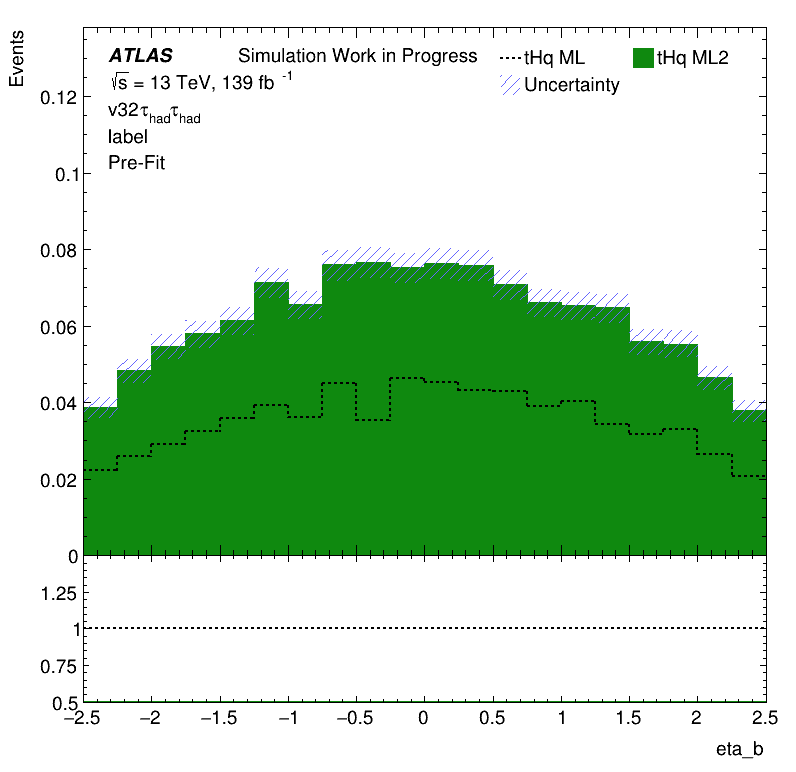 Events
ATLAS Simulation Work in Progress
√s = 13 TeV, 139 fb -1
v32τhadτhad
label
Pre-Fit
tHq ML
tHq ML2
Uncertainty
0.12
0.1
0.08
0.06
0.04
0.02
0
1.25
1
0.75
0.5
−2.5 −2 −1.5 −1 −0.5 0 0.5 1 1.5 2 2.5
eta_b